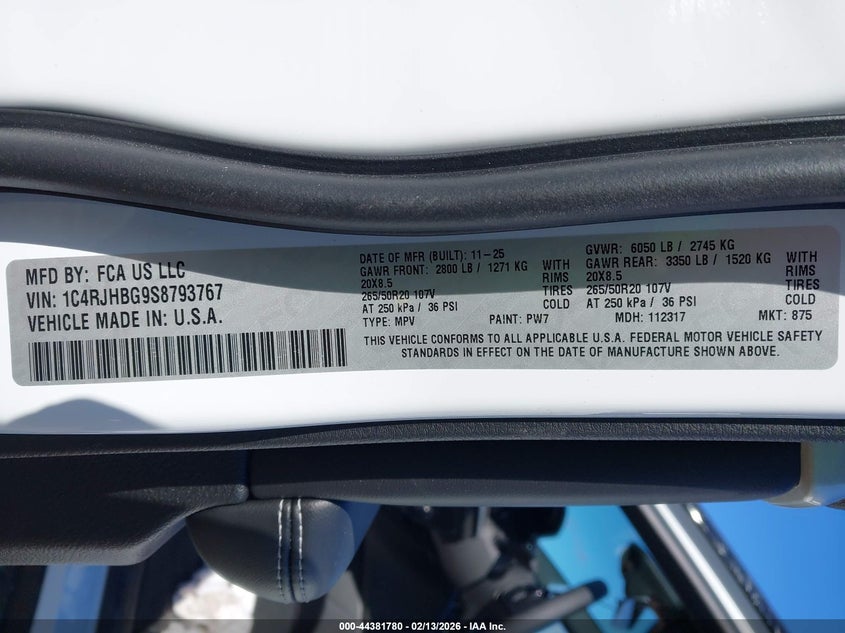 MFD BY: FCA US LLC
VIN: 1C4RJHBG9S8793767
VEHICLE MADE IN: U.S.A.
DATE OF MFR (BUILT): 11-25
GAWR FRONT: 2800 LB / 1271 KG WITH
20X8.5 TIRES
265/50R20 107V COLD
AT 250 kPa / 36 PSI
TYPE: MPV PAINT: PW7
GVWR: 6050 LB / 2745 KG
GAWR REAR: 3350 LB / 1520 KG WITH
20X8.5 TIRES
265/50R20 107V COLD
AT 250 kPa / 36 PSI
MDH: 112317 MKT: 875
THIS VEHICLE CONFORMS TO ALL APPLICABLE U.S.A. FEDERAL MOTOR VEHICLE SAFETY
STANDARDS IN EFFECT ON THE DATE OF MANUFACTURE SHOWN ABOVE.
000-44381780 - 02/13/2026 - IAA Inc.